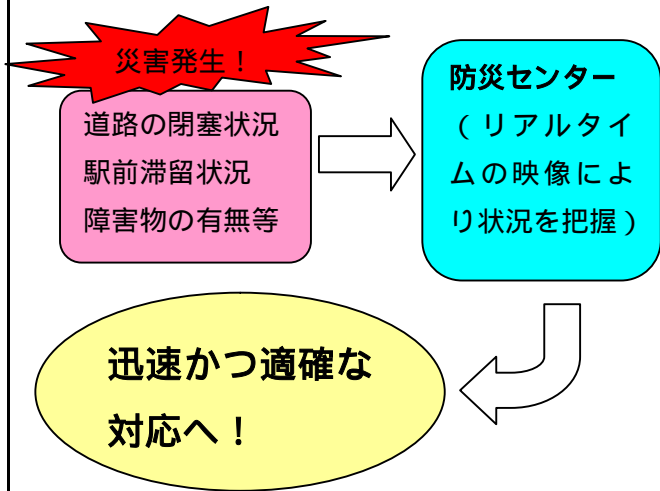 災害発生！
道路の閉塞状況
駅前滞留状況
障害物の有無等
防災センター
（リアルタイ
ムの映像によ
り状況を把握）
迅速かつ適確な
対応へ！